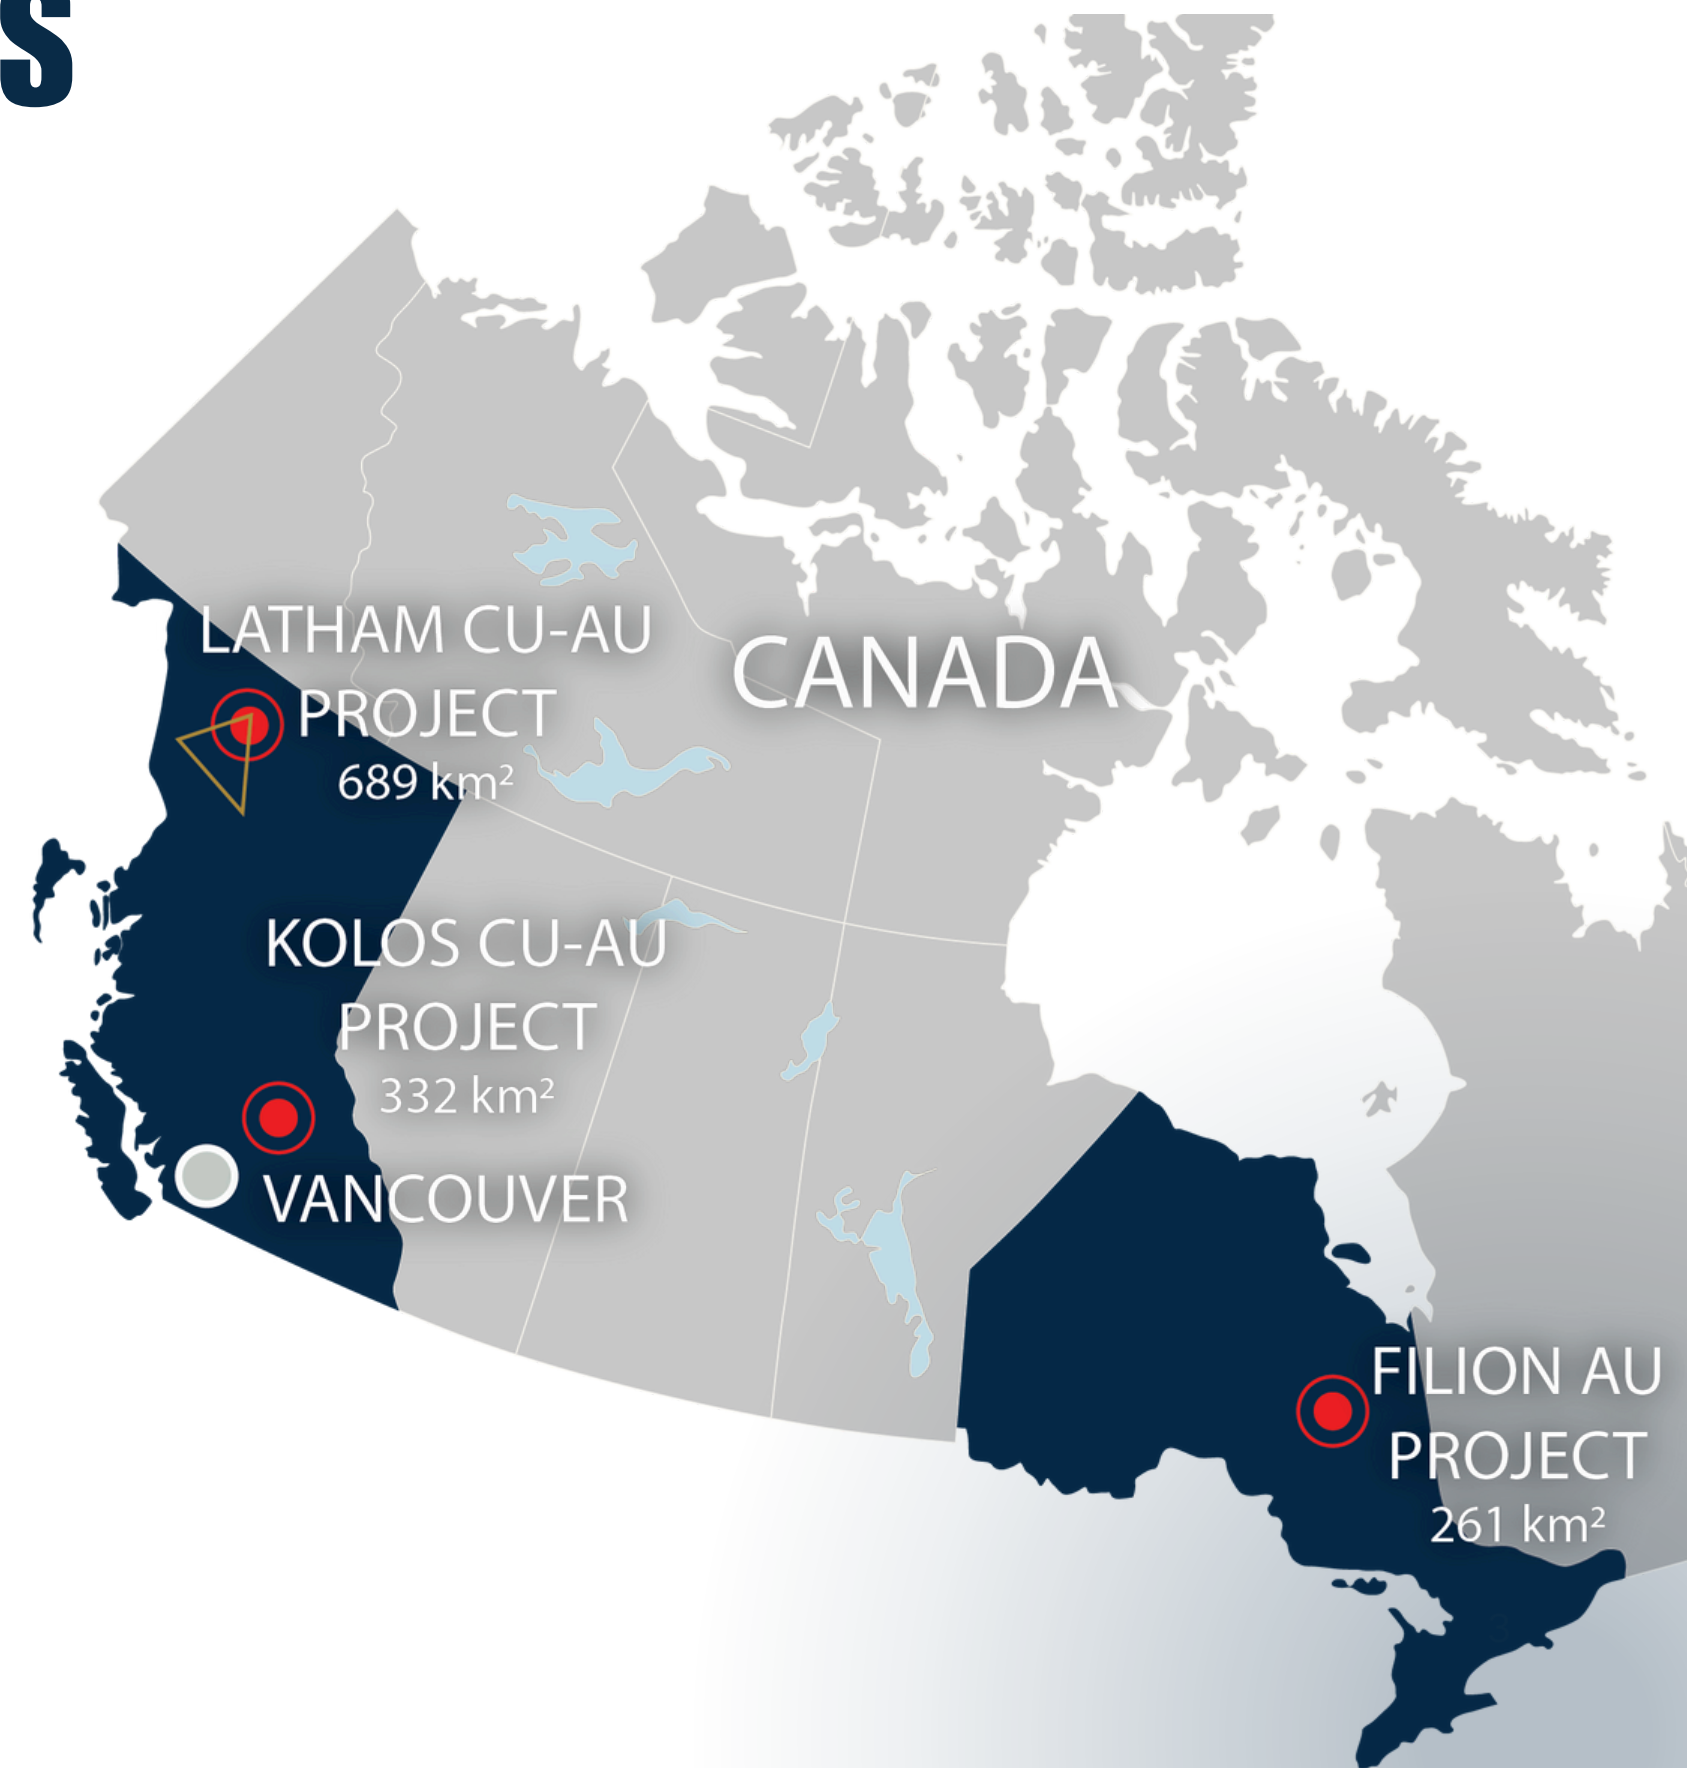 S
LATHAM CU-AU
PROJECT
689 km²
CANADA
KOLOS CU-AU
PROJECT
332 km²
VANCOUVER
FILION AU
PROJECT
261 km²